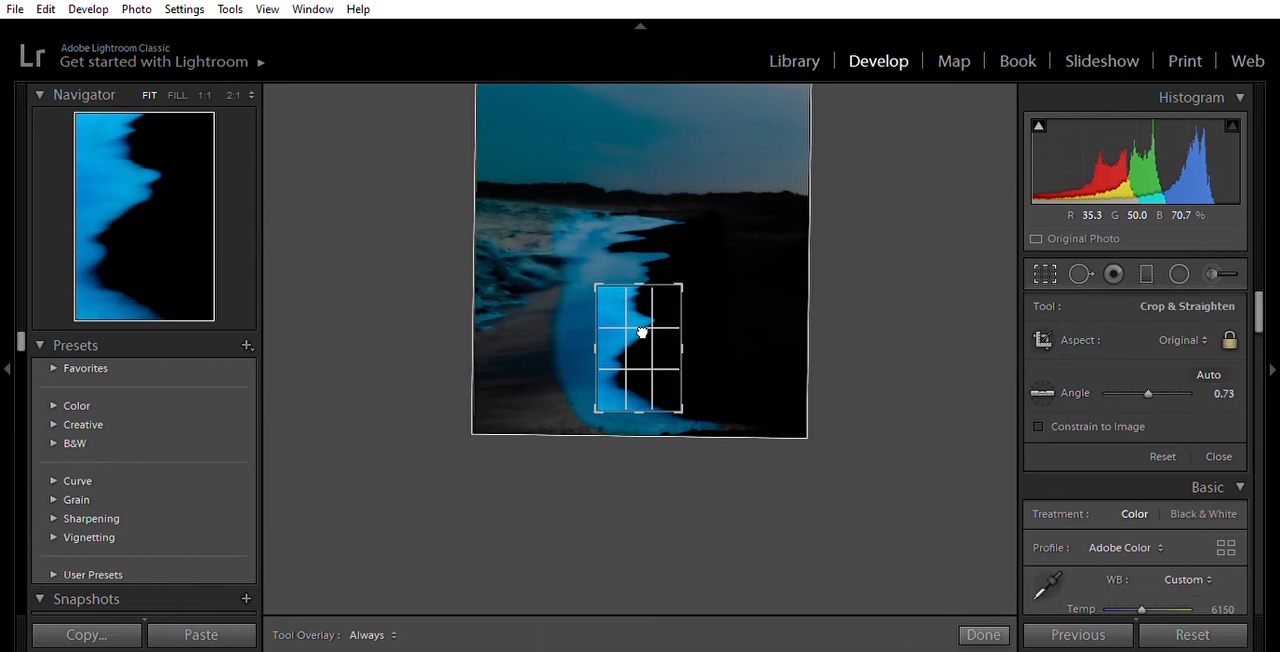 File Edit Develop Photo Settings Tools View Window Help
Lr Adobe Lightroom Classic
Get started with Lightroom
Library Develop Map Book Slideshow Print Web
Navigator FIT FILL 1:1 2:1
Presets
Favorites
Color
Creative
B&W
Curve
Grain
Sharpening
Vignetting
User Presets
Snapshots
Copy... Paste
Tool Overlay : Always
Done
Histogram
R 35.3 G 50.0 B 70.7 %
Original Photo
Tool : Crop & Straighten
Aspect : Original
Auto
Angle 0.73
Constrain to Image
Reset Close
Basic
Treatment : Color Black & White
Profile : Adobe Color
WB : Custom
Temp 6150
Previous Reset